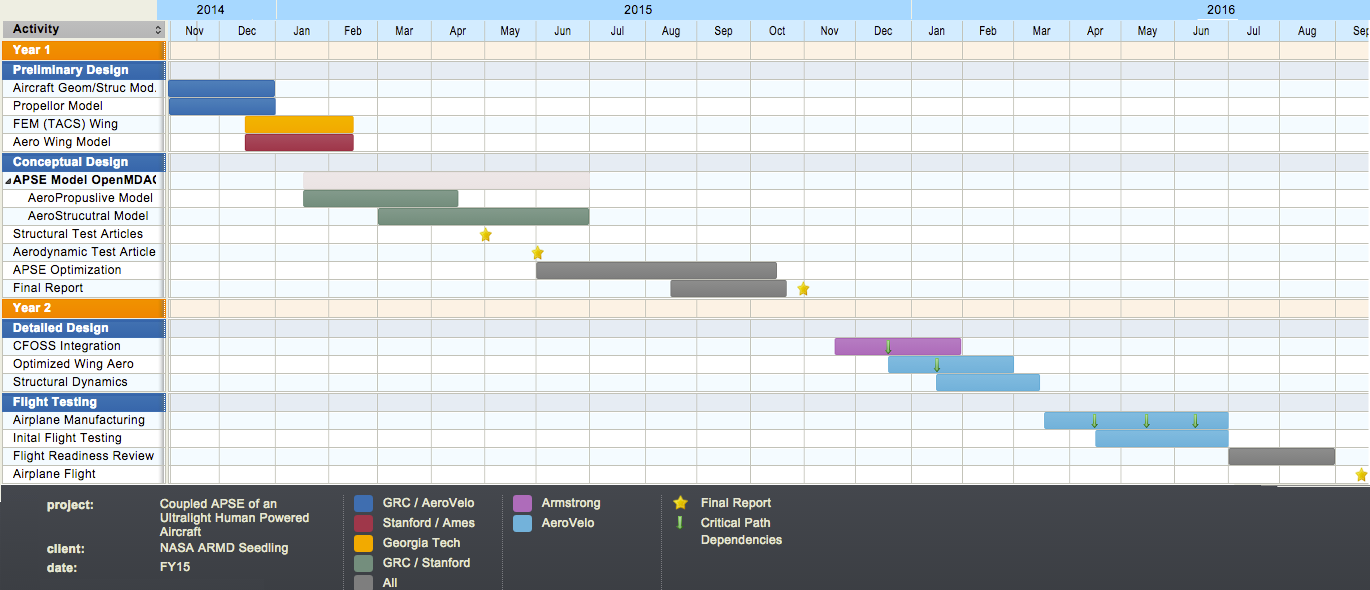 2014 2015 2016
Activity Nov Dec Jan Feb Mar Apr May Jun Jul Aug Sep Oct Nov Dec Jan Feb Mar Apr May Jun Jul Aug Sep
Year 1
Preliminary Design
Aircraft Geom/Struc Mod.
Propellor Model
FEM (TACS) Wing
Aero Wing Model
Conceptual Design
APSE Model OpenMDAO
AeroPropuslive Model
AeroStrucutral Model
Structural Test Articles
Aerodynamic Test Article
APSE Optimization
Final Report
Year 2
Detailed Design
CFOSS Integration
Optimized Wing Aero
Structural Dynamics
Flight Testing
Airplane Manufacturing
Inital Flight Testing
Flight Readiness Review
Airplane Flight
project: Coupled APSE of an
Ultralight Human Powered
Aircraft
client: NASA ARMD Seedling
date: FY15
GRC / AeroVelo
Stanford / Ames
Georgia Tech
GRC / Stanford
All
Armstrong
AeroVelo
Final Report
Critical Path
Dependencies